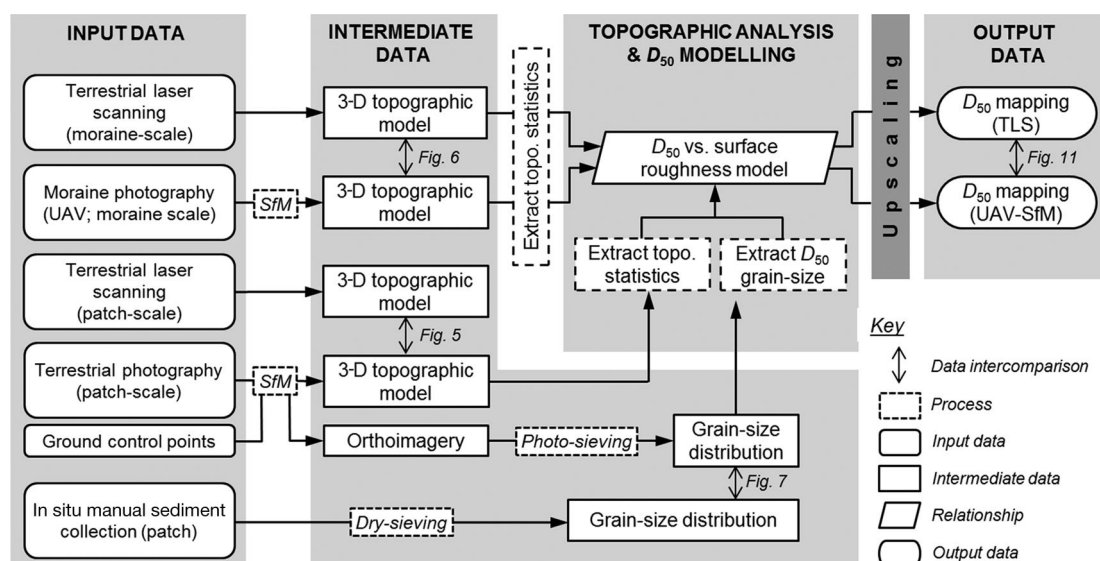 INPUT DATA
Terrestrial laser
scanning
(moraine-scale)
Moraine photography
(UAV; moraine scale)
Terrestrial laser
scanning
(patch-scale)
Terrestrial photography
(patch-scale)
Ground control points
In situ manual sediment
collection (patch)
SfM
SfM
INTERMEDIATE
DATA
3-D topographic
model
Fig. 6
3-D topographic
model
3-D topographic
model
Fig. 5
3-D topographic
model
Orthoimagery
Photo-sieving
Dry-sieving
Grain-size
distribution
Fig. 7
Grain-size distribution
Extract topo. statistics
TOPOGRAPHIC ANALYSIS
& D50 MODELLING
D50 vs. surface
roughness model
Extract topo.
statistics
Extract D50
grain-size
Upscaling
OUTPUT
DATA
D50 mapping
(TLS)
Fig. 11
D50 mapping
(UAV-SfM)
Key
Data intercomparison
Process
Input data
Intermediate data
Relationship
Output data